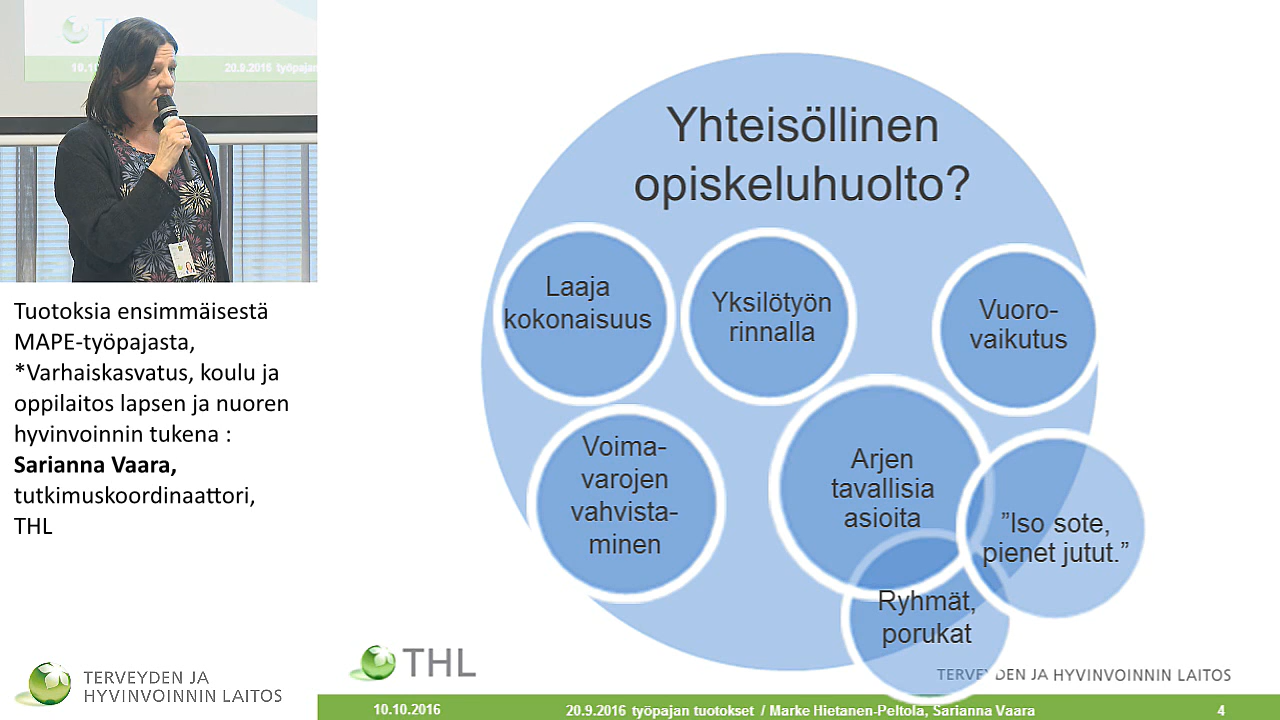 TH
19.1
20.9.2016 työpajan
Tuotoksia ensimmäisestä
MAPE-työpajasta,
*Varhaiskasvatus, koulu ja
oppilaitos lapsen ja nuoren
hyvinvoinnin tukena :
Sarianna Vaara,
tutkimuskoordinaattori,
THL
TERVEYDEN JA
HYVINVOINNIN LAITOS
Yhteisöllinen
opiskeluhuolto?
Laaja
kokonaisuus
Yksilötyön
rinnalla
Vuoro-
vaikutus
Voima-
varojen
vahvista-
minen
Arjen
tavallisia
asioita
”Iso sote,
pienet jutut.”
Ryhmät,
porukat
THL
TERVEYDEN JA HYVINVOINNIN LAITOS
10.10.2016
20.9.2016 työpajan tuotokset / Marke Hietanen-Peltola, Sarianna Vaara
4